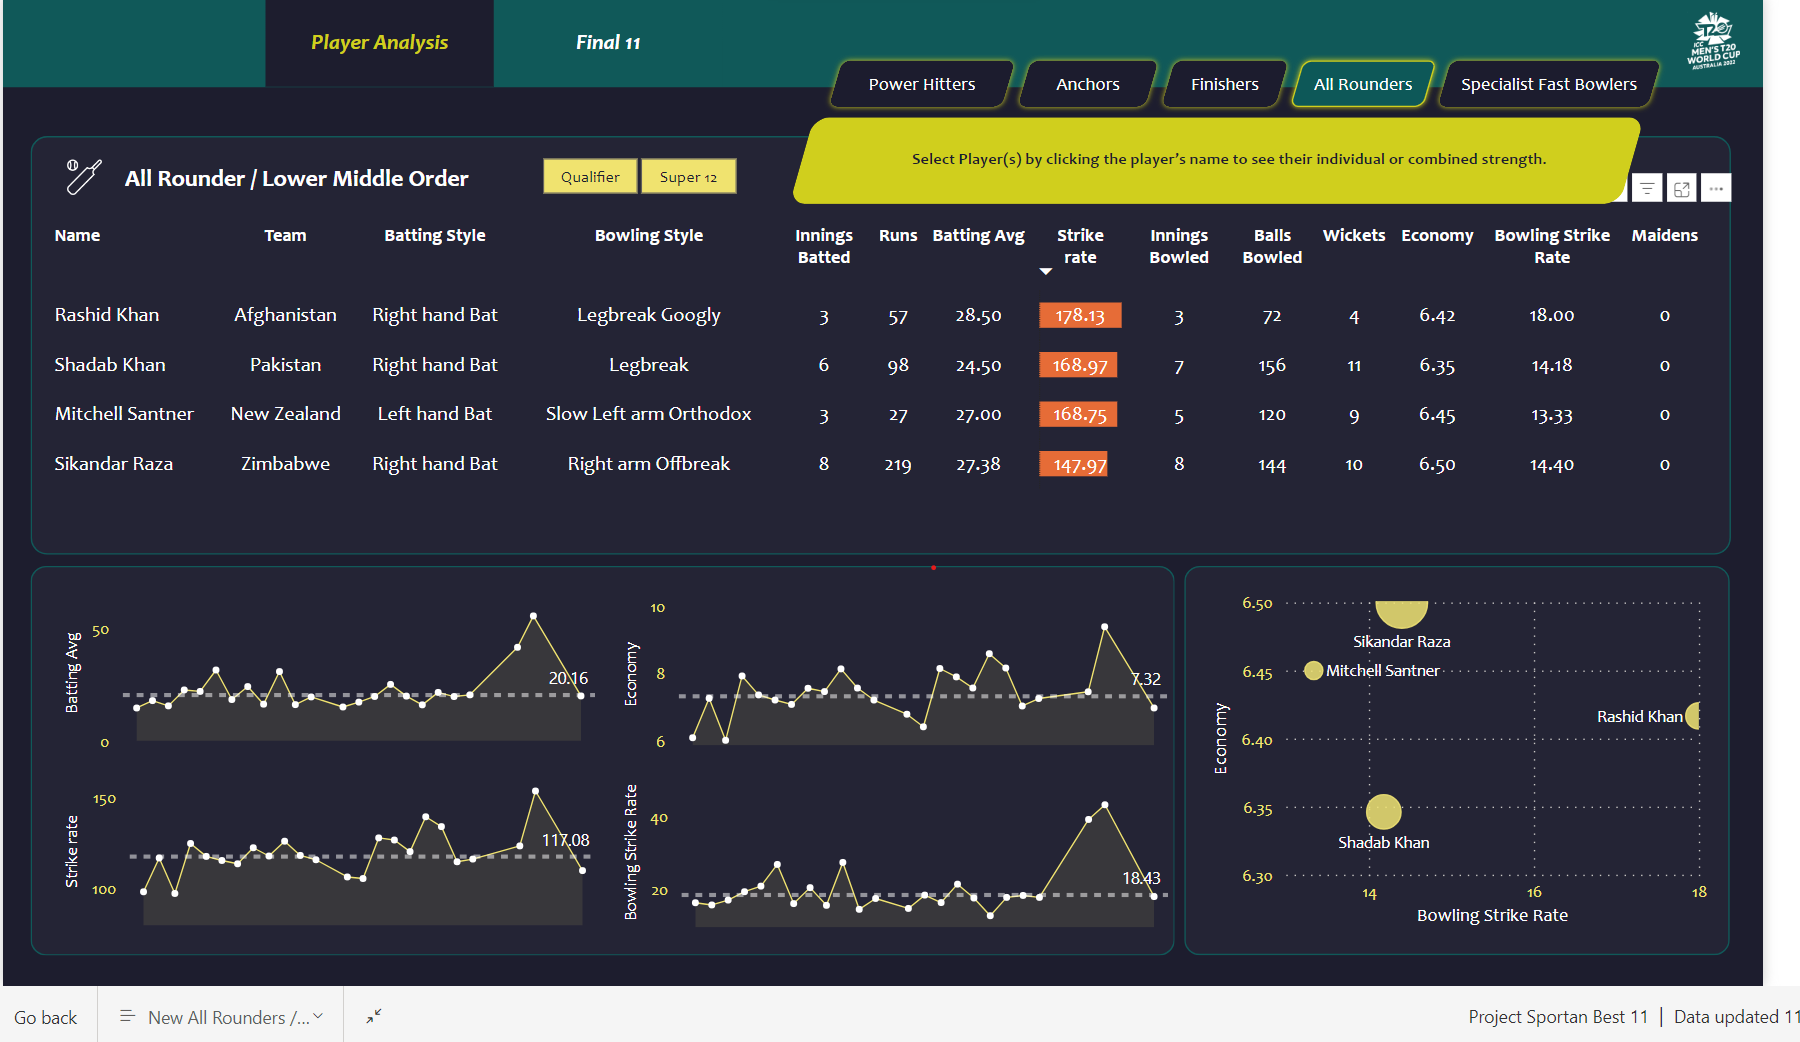 Player Analysis
Final 11
ICC
MEN'S T20
WORLD CUP
AUSTRALIA 2022
Power Hitters
Anchors
Finishers
All Rounders
Specialist Fast Bowlers
Select Player(s) by clicking the player's name to see their individual or combined strength.
All Rounder / Lower Middle Order
Qualifier
Super 12
Name Team Batting Style Bowling Style Innings Batted Runs Batting Avg Strike rate Innings Bowled Balls Bowled Wickets Economy Bowling Strike Rate Maidens
Rashid Khan Afghanistan Right hand Bat Legbreak Googly 3 57 28.50 178.13 3 72 4 6.42 18.00 0
Shadab Khan Pakistan Right hand Bat Legbreak 6 98 24.50 168.97 7 156 11 6.35 14.18 0
Mitchell Santner New Zealand Left hand Bat Slow Left arm Orthodox 3 27 27.00 168.75 5 120 9 6.45 13.33 0
Sikandar Raza Zimbabwe Right hand Bat Right arm Offbreak 8 219 27.38 147.97 8 144 10 6.50 14.40 0
Batting Avg
50
0
20.16
Economy
10
8
6
7.32
Strike rate
150
100
117.08
Bowling Strike Rate
40
20
18.43
Economy
6.50
6.45
6.40
6.35
6.30
Sikandar Raza
Mitchell Santner
Rashid Khan
Shadab Khan
14 16 18
Bowling Strike Rate
Go back
New All Rounders /...
Project Sportan Best 11 | Data updated 11